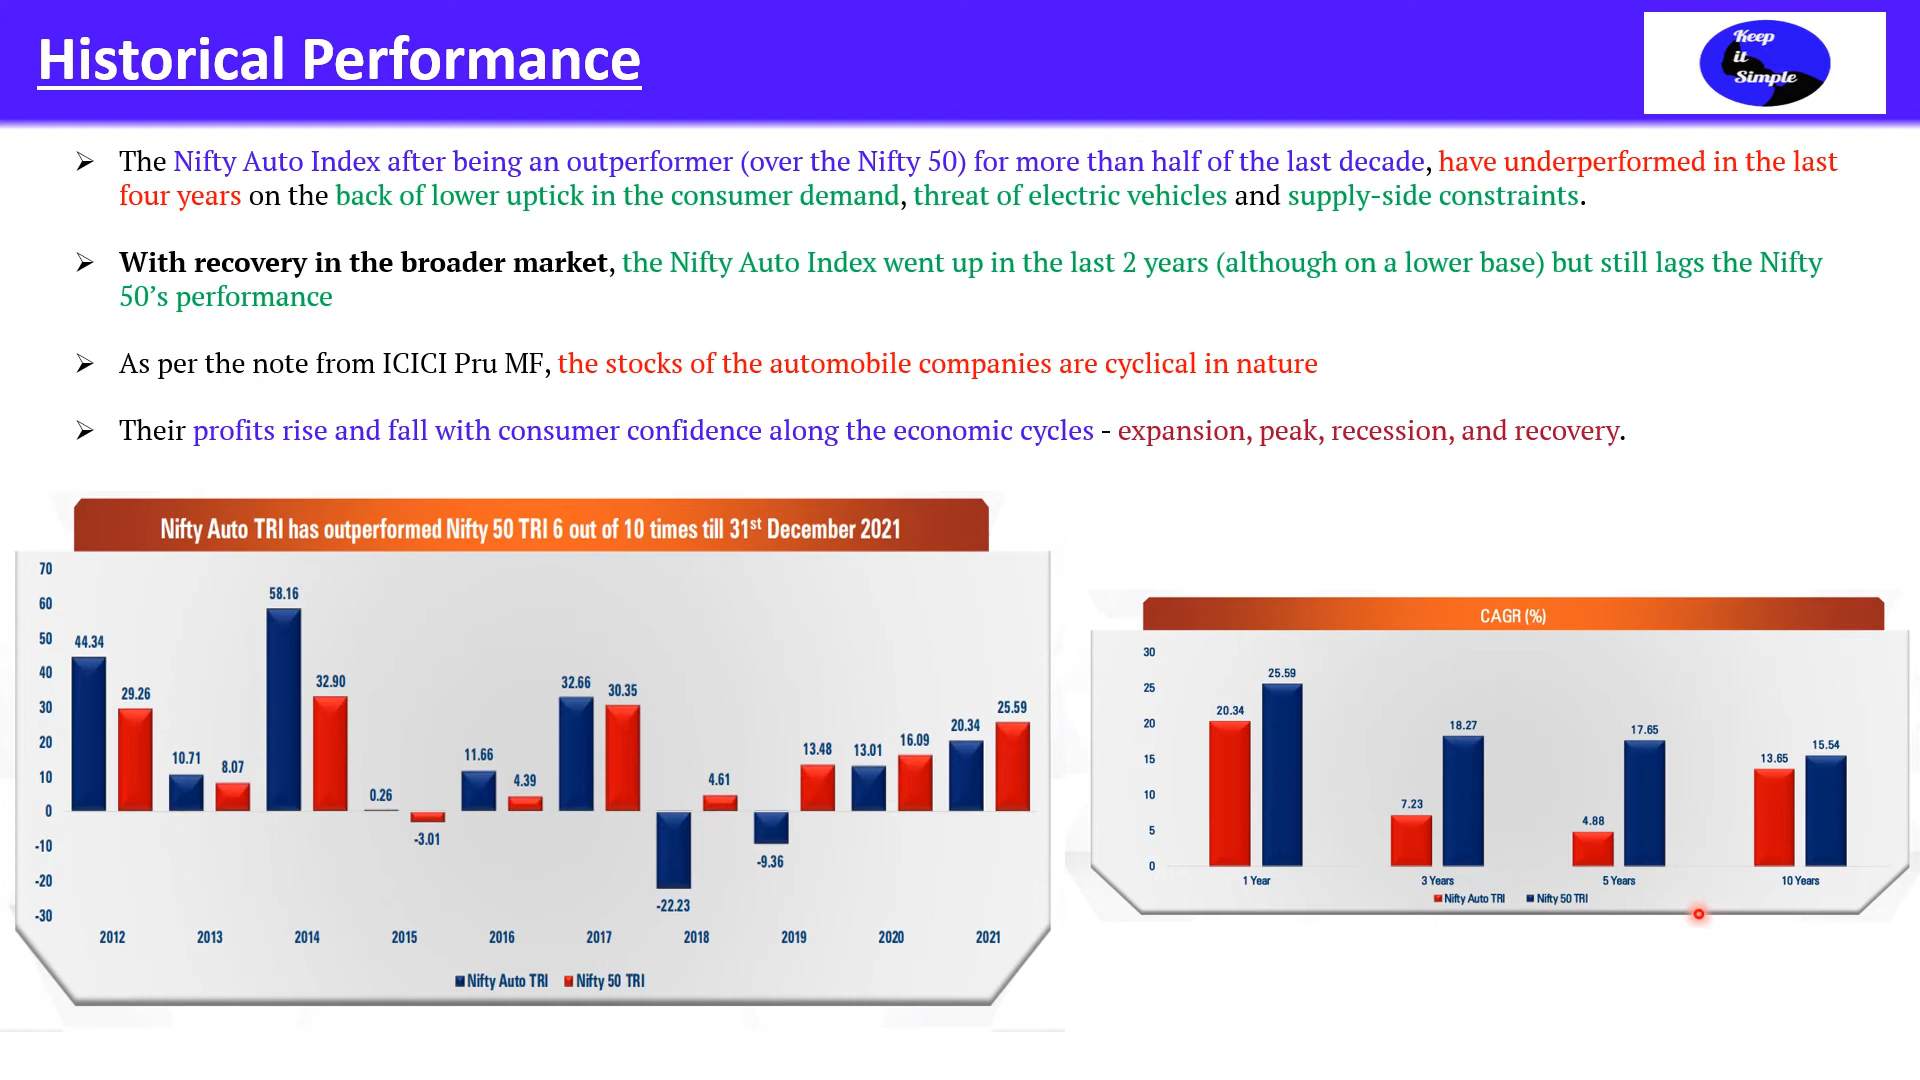 Historical Performance
Keep
it
Simple
➢ The Nifty Auto Index after being an outperformer (over the Nifty 50) for more than half of the last decade, have underperformed in the last
four years on the back of lower uptick in the consumer demand, threat of electric vehicles and supply-side constraints.
➢ With recovery in the broader market, the Nifty Auto Index went up in the last 2 years (although on a lower base) but still lags the Nifty
50’s performance
➢ As per the note from ICICI Pru MF, the stocks of the automobile companies are cyclical in nature
➢ Their profits rise and fall with consumer confidence along the economic cycles - expansion, peak, recession, and recovery.
Nifty Auto TRI has outperformed Nifty 50 TRI 6 out of 10 times till 31st December 2021
70
60
50
40
30
20
10
0
-10
-20
-30
44.34 29.26
10.71 8.07
58.16 32.90
0.26 -3.01
11.66 4.39
32.66 30.35
-22.23 4.61
-9.36 13.48
13.01 16.09
20.34 25.59
2012 2013 2014 2015 2016 2017 2018 2019 2020 2021
Nifty Auto TRI Nifty 50 TRI
CAGR (%)
30
25
20
15
10
5
0
20.34 25.59
7.23 18.27
4.88 17.65
13.65 15.54
1 Year 3 Years 5 Years 10 Years
Nifty Auto TRI Nifty 50 TRI